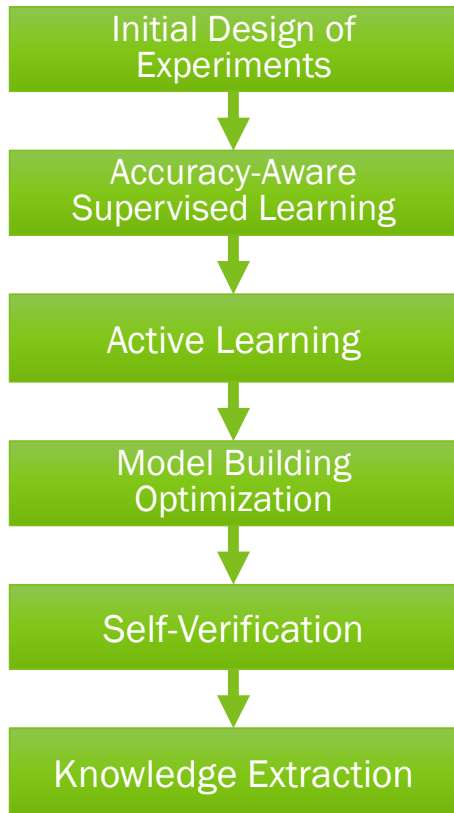 Initial Design of
Experiments
Accuracy-Aware
Supervised Learning
Active Learning
Model Building
Optimization
Self-Verification
Knowledge Extraction